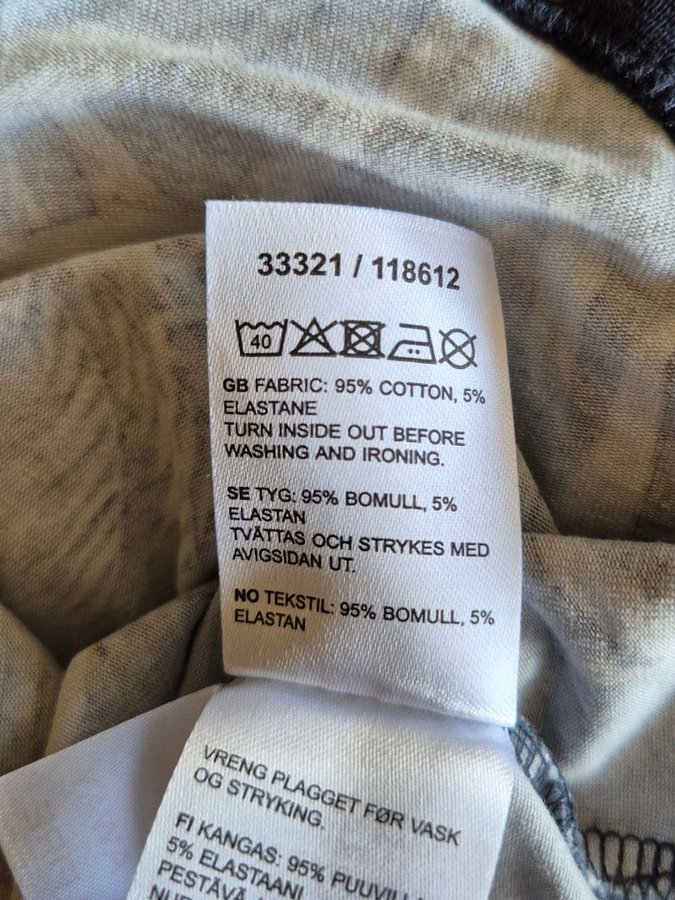 33321 / 118612
40
GB FABRIC: 95% COTTON, 5%
ELASTANE
TURN INSIDE OUT BEFORE
WASHING AND IRONING.
SE TYG: 95% BOMULL, 5%
ELASTAN
TVÄTTAS OCH STRYKES MED
AVIGSIDAN UT.
NO TEKSTIL: 95% BOMULL, 5%
ELASTAN
VRENG PLAGGET FØR VASK
OG STRYKING.
FI KANGAS: 95%
5% ELASTAANI
PESTÄVÄ